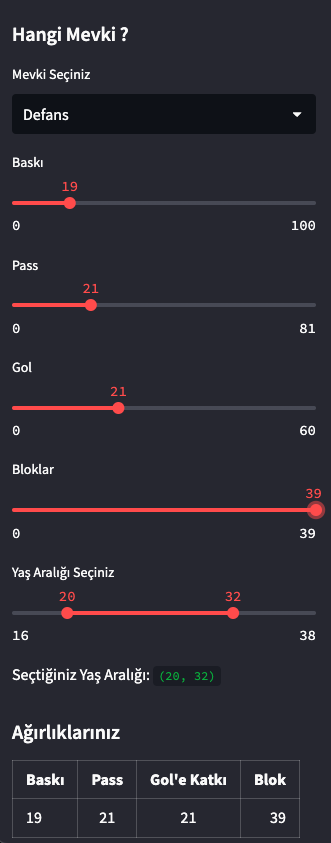 Hangi Mevki ?
Mevki Seçiniz
Defans
Baskı
19
0 100
Pass
21
0 81
Gol
21
0 60
Bloklar
39
0 39
Yaş Aralığı Seçiniz
20 32
16 38
Seçtiğiniz Yaş Aralığı: (20, 32)
Ağırlıklarınız
Baskı Pass Gol'e Katkı Blok
19 21 21 39